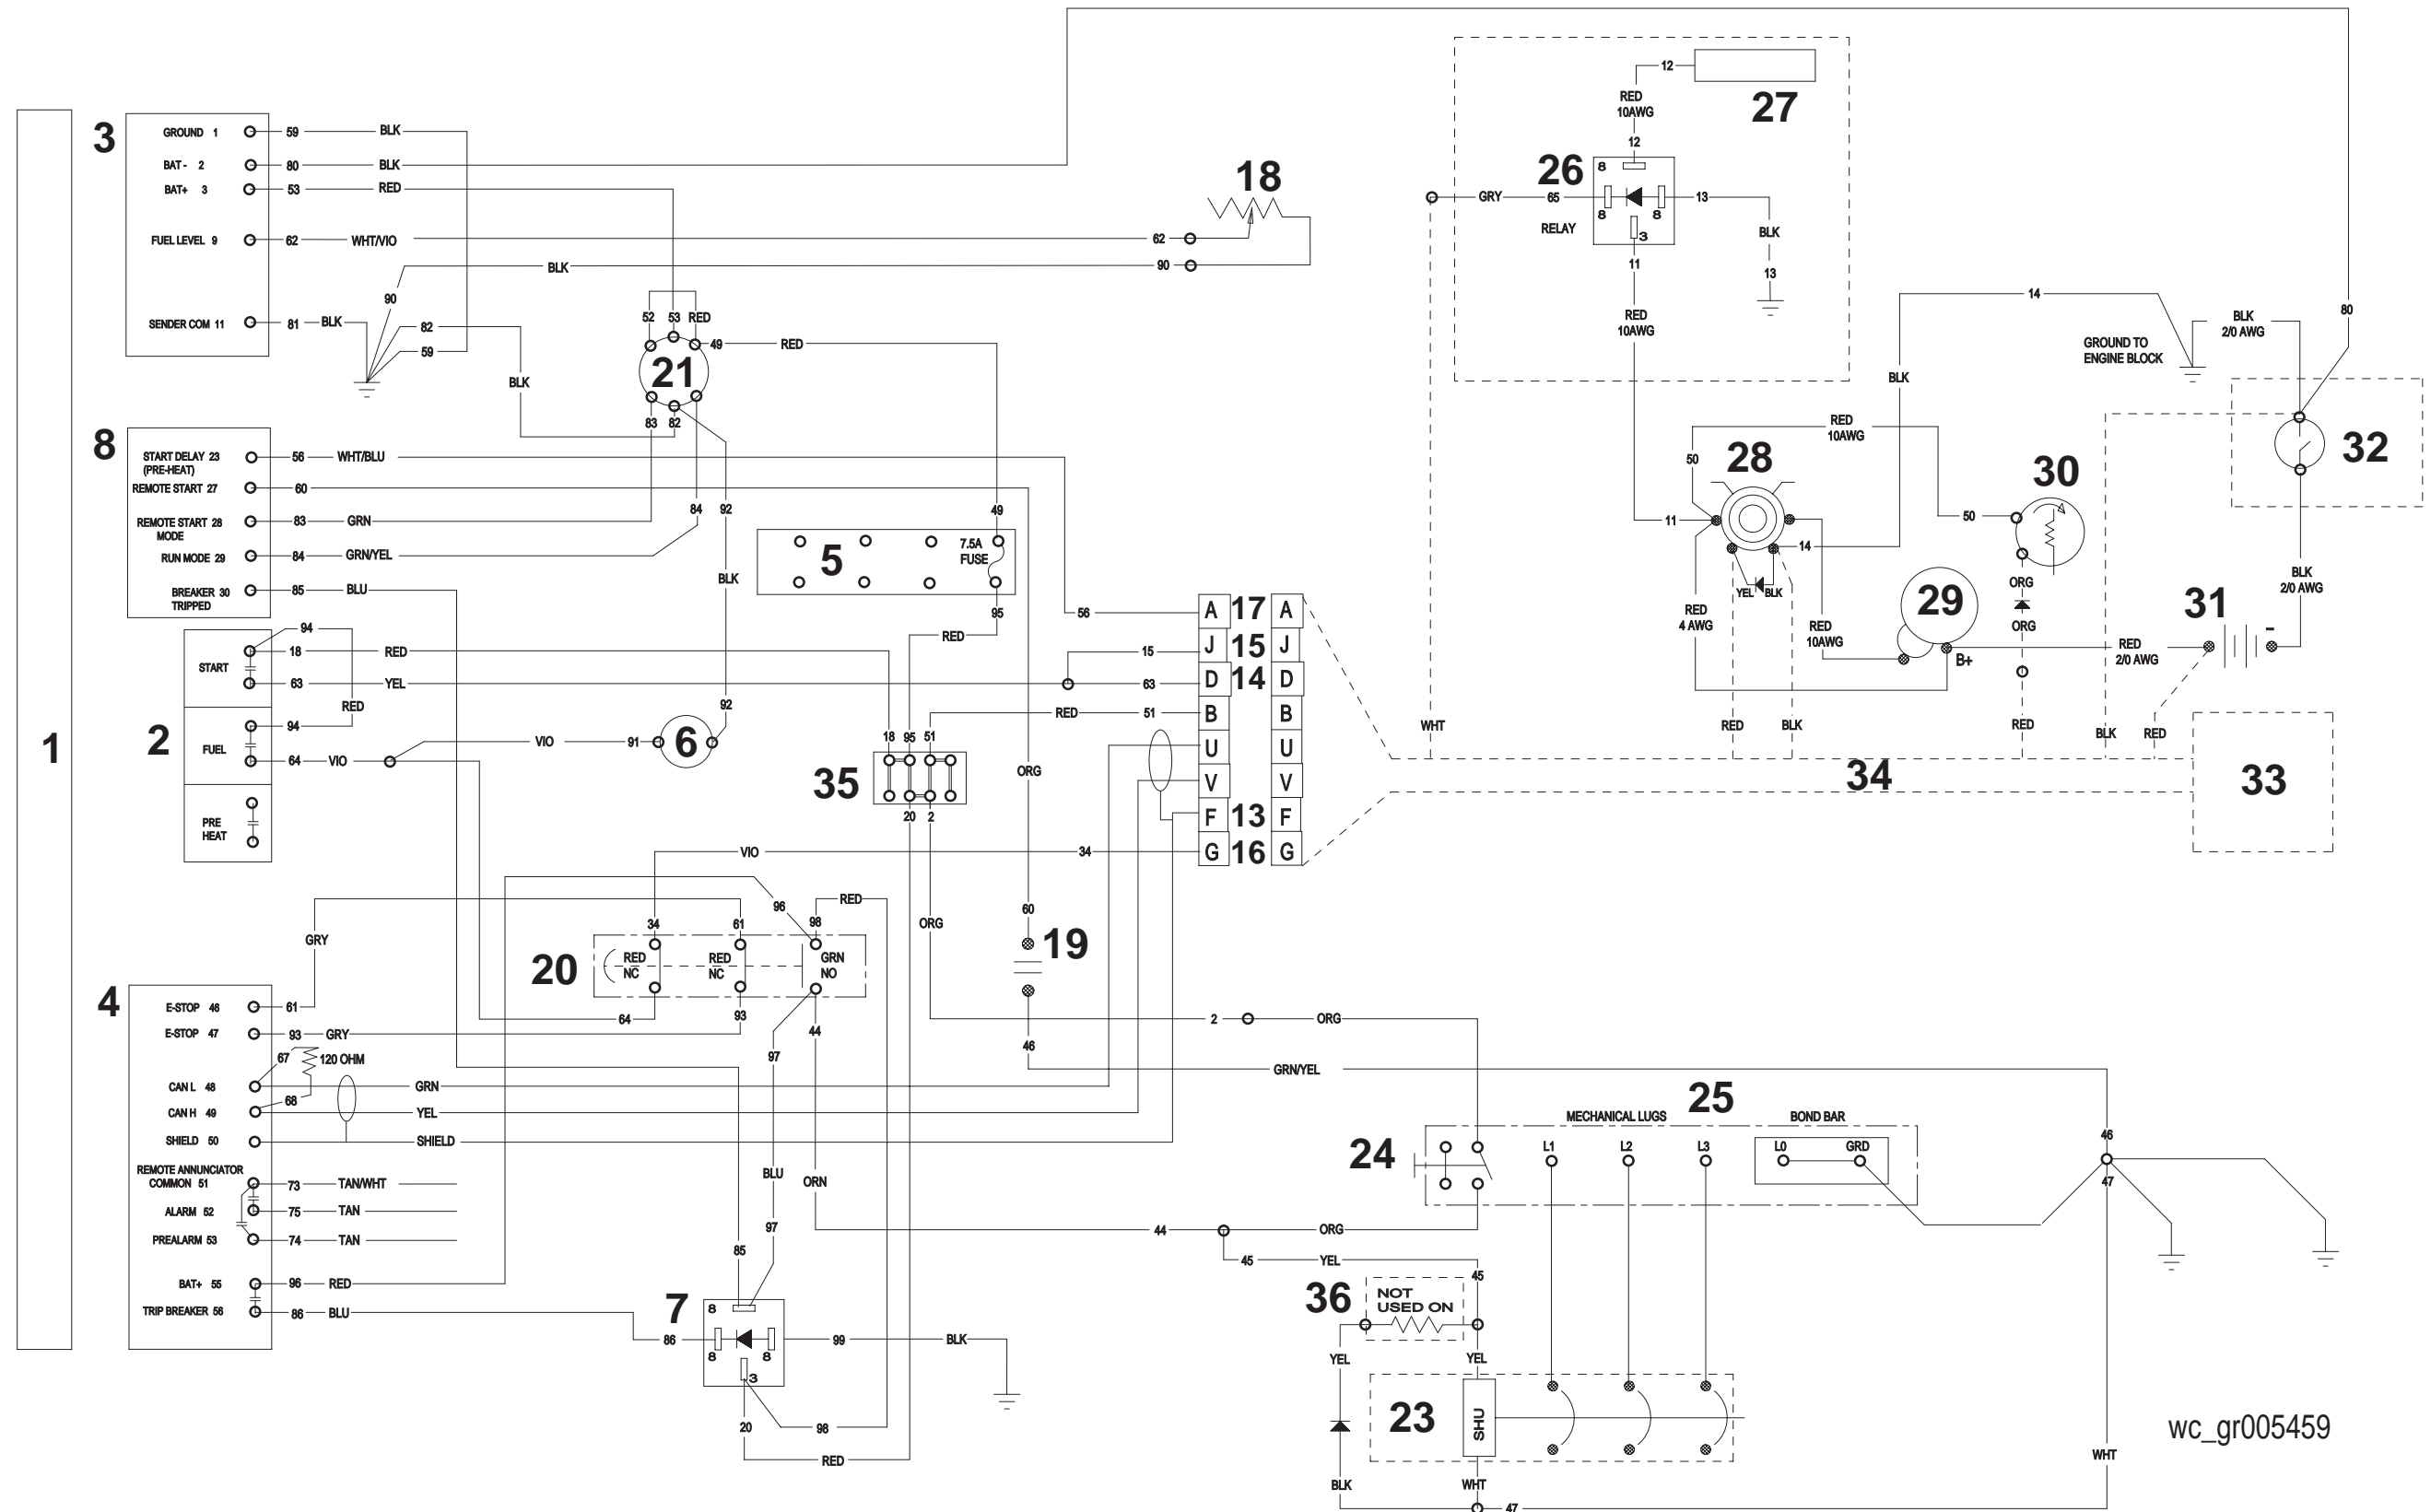 1
3
GROUND 1
59
BLK
BAT - 2
80
BLK
BAT+ 3
53
RED
FUEL LEVEL 9
62
WHT/VIO
62
90
BLK
90
SENDER COM 11
81
BLK
82
59
BLK
18
52
53
RED
49
RED
21
83
82
84
92
BLK
92
8
START DELAY 23
(PRE-HEAT)
56
WHT/BLU
REMOTE START 27
60
REMOTE START 28
MODE
83
GRN
RUN MODE 29
84
GRN/YEL
BREAKER 30
TRIPPED
85
BLU
49
5
7.5A
FUSE
95
RED
2
START
94
18
RED
63
YEL
RED
FUEL
94
64
VIO
PRE
HEAT
VIO
91
6
18
95
51
35
20
2
RED
51
56
15
63
34
VIO
ORG
60
19
46
ORG
A
17
A
J
15
J
D
14
D
B
B
U
U
V
V
F
13
F
G
16
G
12
27
RED
10AWG
12
26
8
8
8
3
RELAY
65
GRY
13
BLK
13
11
RED
10AWG
14
BLK
2/0 AWG
GROUND TO
ENGINE BLOCK
80
BLK
RED
10AWG
50
28
30
32
11
14
50
YEL
BLK
ORG
ORG
RED
4 AWG
RED
10AWG
29
B+
RED
2/0 AWG
31
-
BLK
2/0 AWG
WHT
RED
BLK
RED
BLK
RED
34
33
4
GRY
E-STOP 46
61
E-STOP 47
93
GRY
67
120 OHM
CAN L 48
GRN
68
CAN H 49
YEL
SHIELD 50
SHIELD
REMOTE ANNUNCIATOR
COMMON 51
73
TAN/WHT
ALARM 52
75
TAN
PREALARM 53
74
TAN
BAT+ 55
96
RED
TRIP BREAKER 56
86
BLU
20
34
61
96
98
RED
RED
NC
RED
NC
GRN
NO
64
93
97
44
BLU
ORN
97
85
7
8
8
8
3
86
99
BLK
20
98
RED
2
ORG
GRN/YEL
24
25
MECHANICAL LUGS
BOND BAR
L1
L2
L3
L0
GRD
46
47
44
ORG
45
YEL
45
36
NOT
USED ON
YEL
YEL
23
SHU
BLK
WHT
47
WHT
wc_gr005459